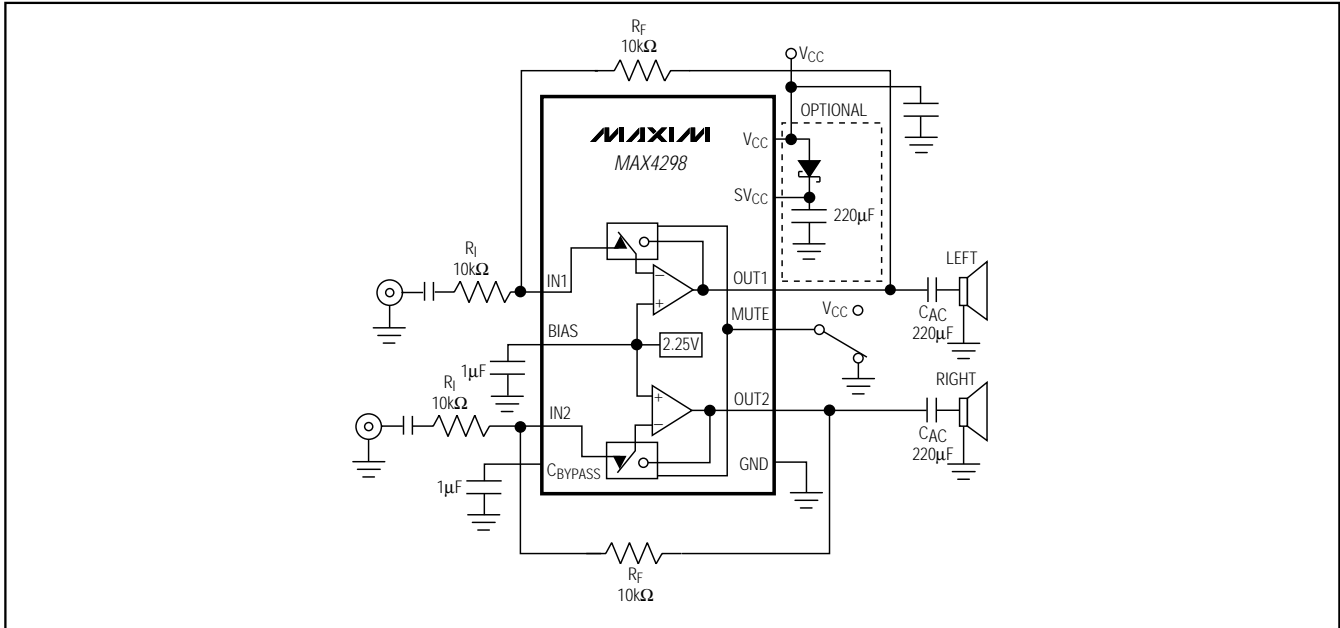 RF
10kΩ
VCC
OPTIONAL
MAXIM
MAX4298
VCC
SVCC
220μF
RI
10kΩ
IN1
OUT1
LEFT
CAC
220μF
MUTE
VCC
BIAS
2.25V
1μF
RI
10kΩ
IN2
OUT2
RIGHT
CAC
220μF
CBYPASS
GND
1μF
RF
10kΩ